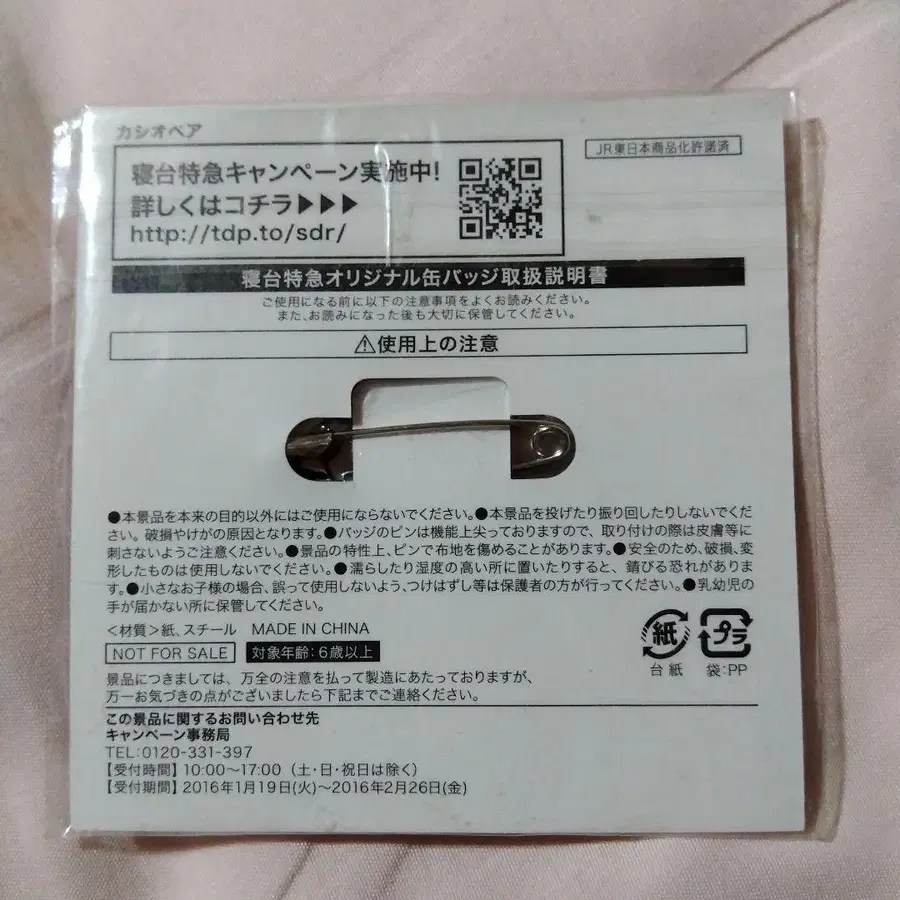 カシオペア
JR東日本商品化許諾済
寝台特急キャンペーン実施中!
詳しくはコチラ▶▶▶
http://tdp.to/sdr/
寝台特急オリジナル缶バッジ取扱説明書
ご使用になる前に以下の注意事項をよくお読みください。
また、お読みになった後も大切に保管してください。
⚠使用上の注意
●本景品を本来の目的以外にはご使用にならないでください。●本景品を投げたり振り回したりしないでくだ
さい。破損やけがの原因となります。●バッジのピンは機能上尖っておりますので、取り付けの際は皮膚等に
刺さないようご注意ください。●景品の特性上、ピンで布地を傷めることがあります。●安全のため、破損、変
形したものは使用しないでください。●濡らしたり湿度の高い所に置いたりすると、錆びる恐れがありま
す。●小さなお子様の場合、誤って使用しないよう、つけはずし等は保護者の方が行ってください。●乳幼児の
手が届かない所に保管してください。
<材質>紙、スチール MADE IN CHINA
NOT FOR SALE 対象年齢:6歳以上
紙 プラ
台紙 袋:PP
景品につきましては、万全の注意を払って製造にあたっておりますが、
万一お気づきの点がございましたら下記までご連絡ください。
この景品に関するお問い合わせ先
キャンペーン事務局
TEL:0120-331-397
【受付時間】10:00〜17:00(土・日・祝日は除く)
【受付期間】2016年1月19日(火)〜2016年2月26日(金)